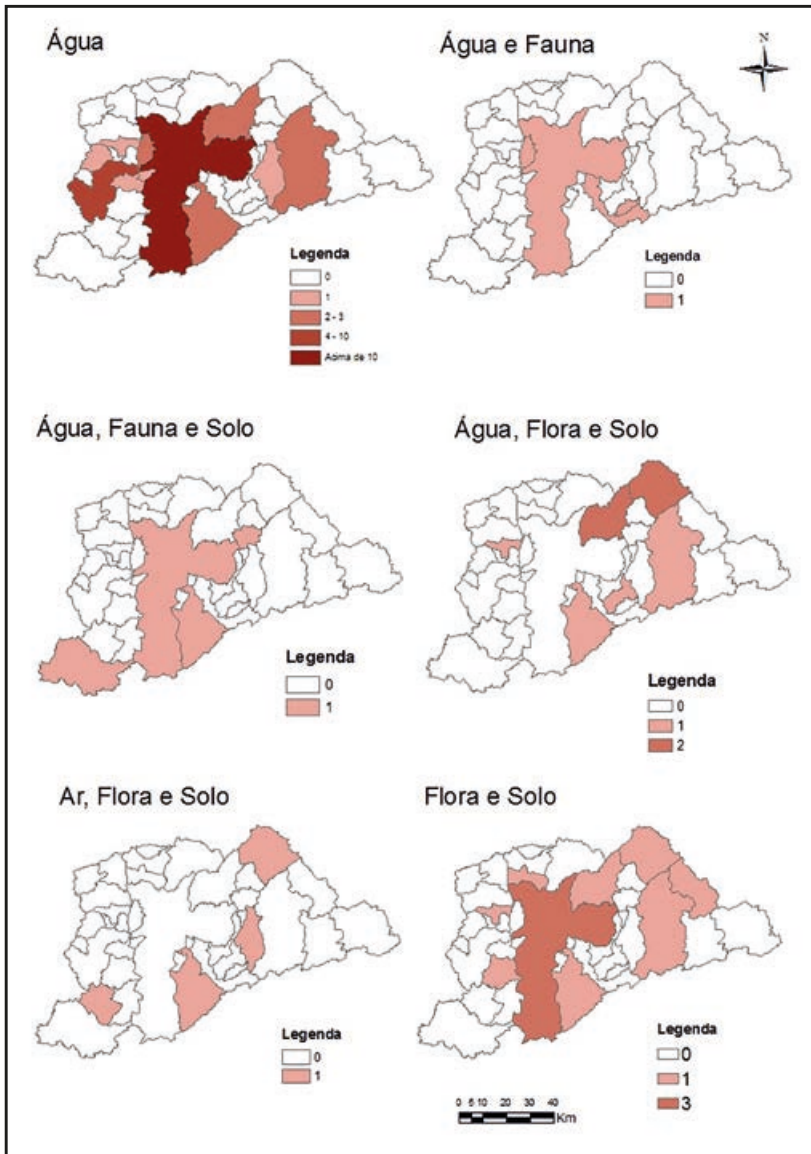 Água
Água e Fauna
N
Legenda
0
1
2 - 3
4 - 10
Acima de 10
Legenda
0
1
Água, Fauna e Solo
Água, Flora e Solo
Legenda
0
1
Legenda
0
1
2
Ar, Flora e Solo
Flora e Solo
Legenda
0
1
Legenda
0
1
3
0 5 10 20 30 40
Km